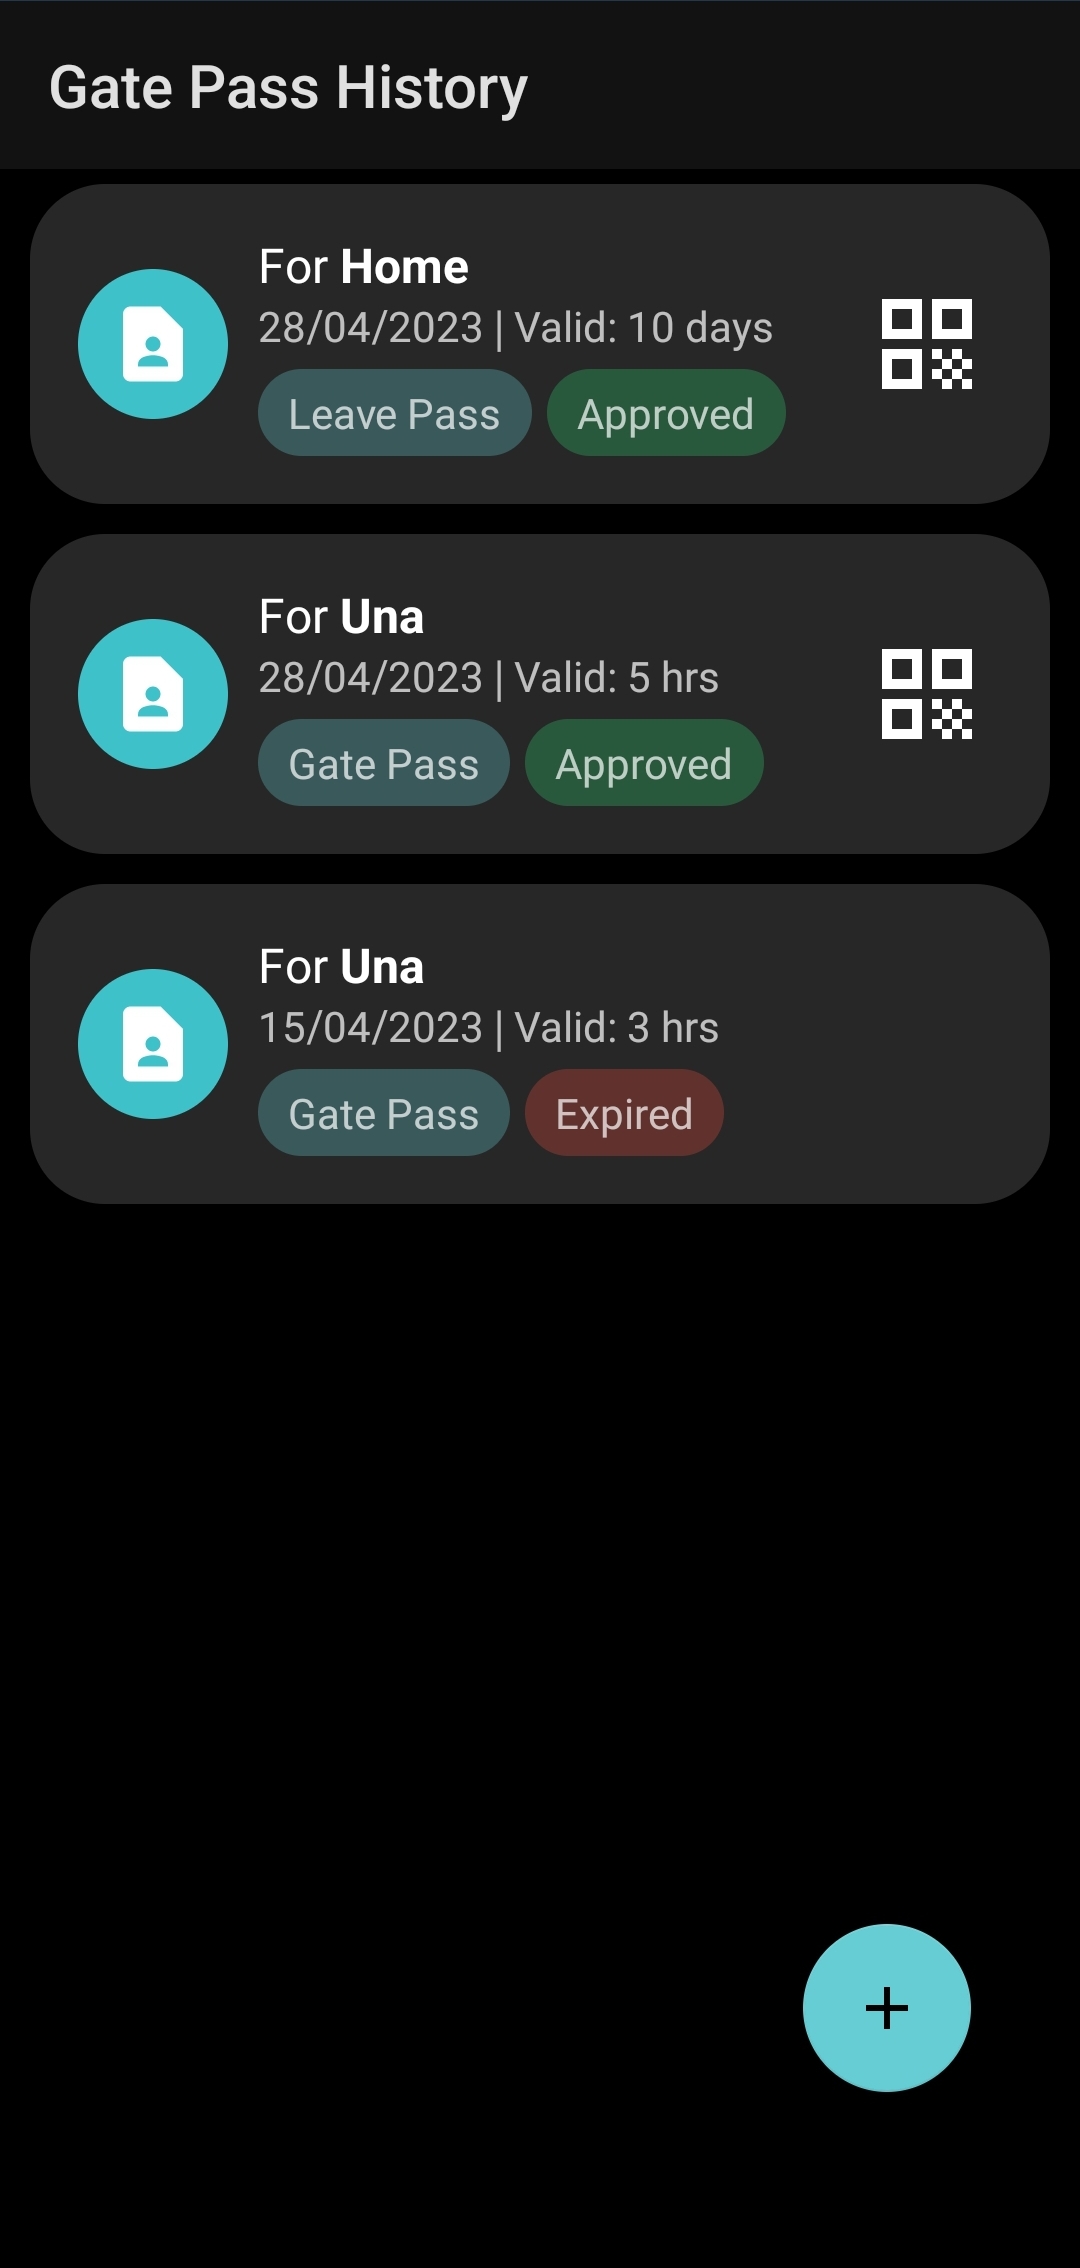 Gate Pass History
For Home
28/04/2023 | Valid: 10 days
Leave Pass Approved
For Una
28/04/2023 | Valid: 5 hrs
Gate Pass Approved
For Una
15/04/2023 | Valid: 3 hrs
Gate Pass Expired